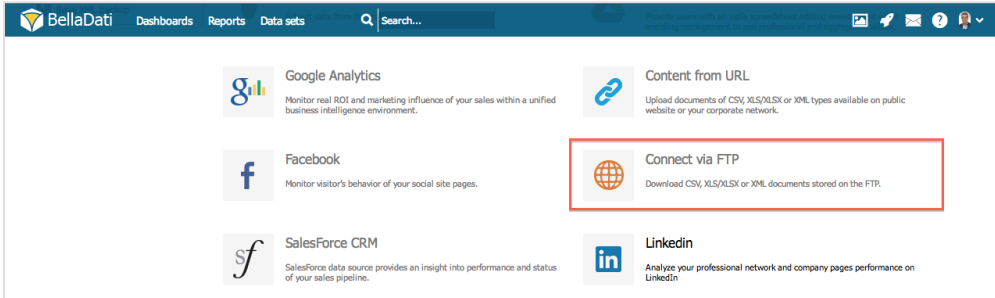 BellaDati
Dashboards Reports Data sets Search...
Google Analytics
Monitor real ROI and marketing influence of your sales within a unified
business intelligence environment.
Content from URL
Upload documents of CSV, XLS/XLSX or XML types available on public
website or your corporate network.
Facebook
Monitor visitor's behavior of your social site pages.
Connect via FTP
Download CSV, XLS/XLSX or XML documents stored on the FTP.
SalesForce CRM
SalesForce data source provides an insight into performance and status
of your sales pipeline.
Linkedin
Analyze your professional network and company pages performance on
LinkedIn